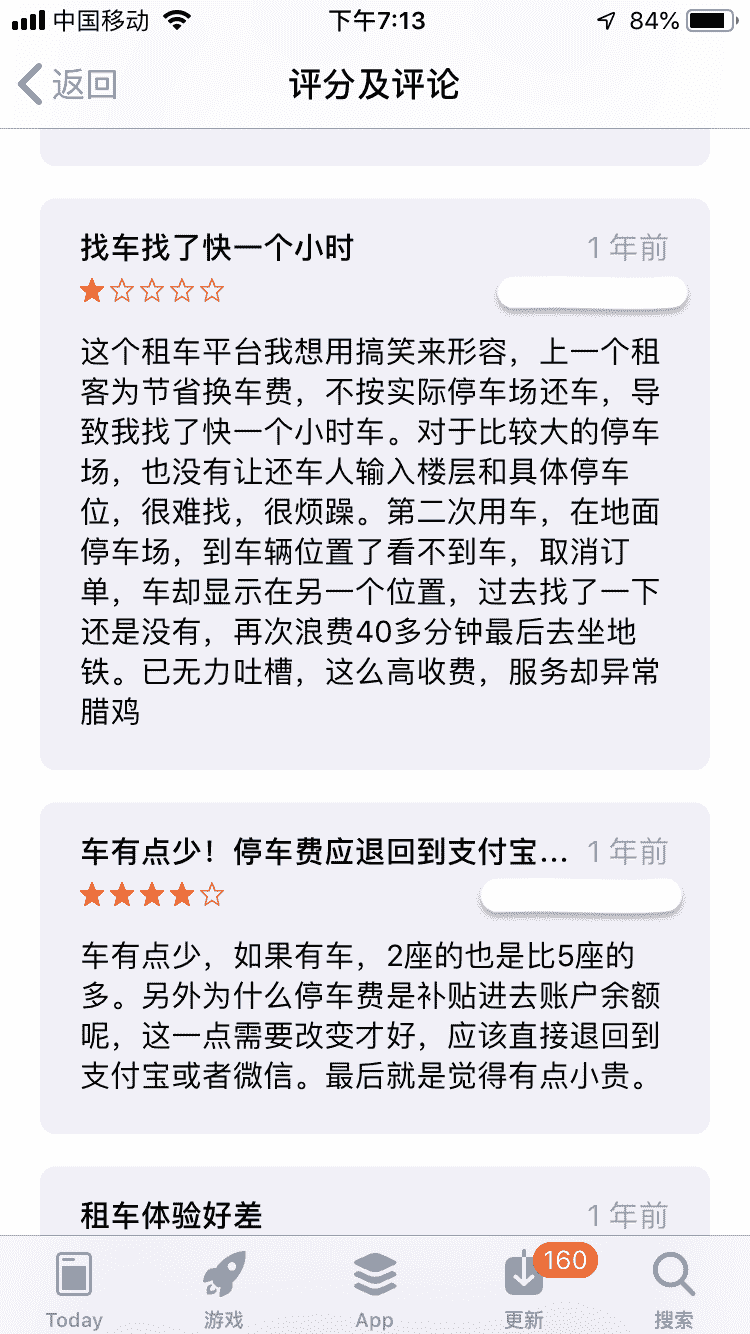 中国移动 下午7:13 84%
返回 评分及评论
找车找了快一个小时 1年前
这个租车平台我想用搞笑来形容，上一个租
客为节省换车费，不按实际停车场还车，导
致我找了快一个小时车。对于比较大的停车
场，也没有让还车人输入楼层和具体停车
位，很难找，很烦躁。第二次用车，在地面
停车场，到车辆位置了看不到车，取消订
单，车却显示在另一个位置，过去找了一下
还是没有，再次浪费40多分钟最后去坐地
铁。已无力吐槽，这么高收费，服务却异常
腊鸡
车有点少！停车费应退回到支付宝... 1年前
车有点少，如果有车，2座的也是比5座的
多。另外为什么停车费是补贴进去账户余额
呢，这一点需要改变才好，应该直接退回到
支付宝或者微信。最后就是觉得有点小贵。
租车体验好差 1年前
160
Today 游戏 App 更新 搜索